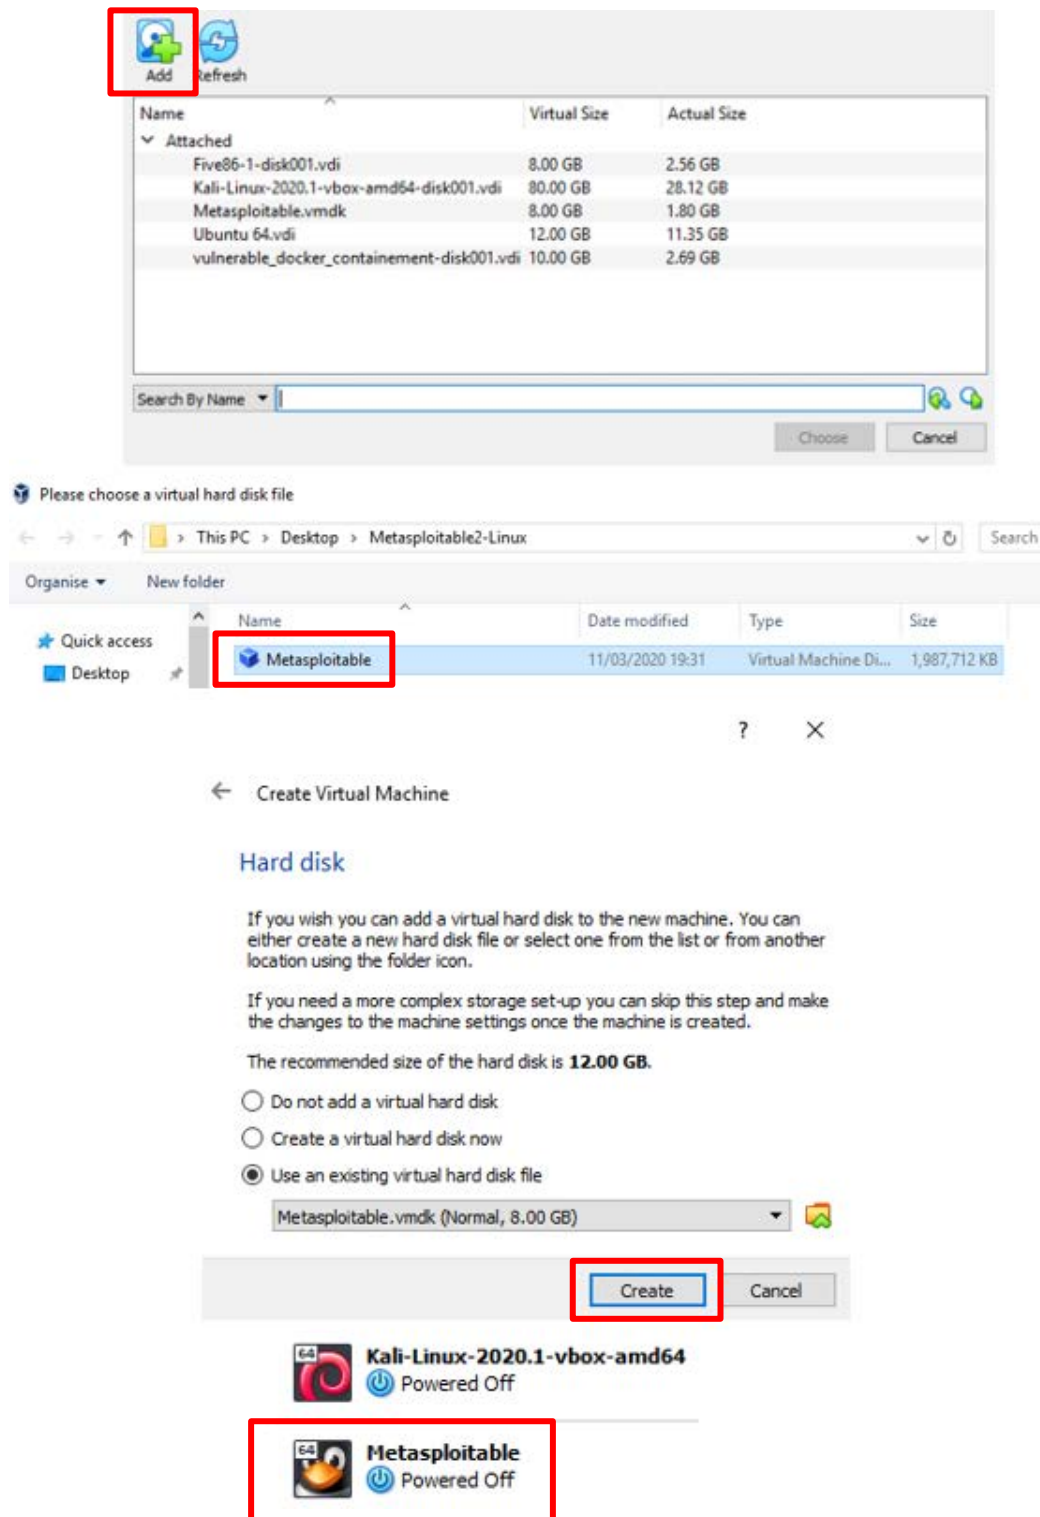 Add Refresh
Name Virtual Size Actual Size
Attached
Five86-1-disk001.vdi 8.00 GB 2.56 GB
Kali-Linux-2020.1-vbox-amd64-disk001.vdi 80.00 GB 28.12 GB
Metasploitable.vmdk 8.00 GB 1.80 GB
Ubuntu 64.vdi 12.00 GB 11.35 GB
vulnerable_docker_containement-disk001.vdi 10.00 GB 2.69 GB
Search By Name
Choose Cancel
Please choose a virtual hard disk file
This PC > Desktop > Metasploitable2-Linux Search
Organise New folder
Name Date modified Type Size
Quick access
Metasploitable 11/03/2020 19:31 Virtual Machine Di... 1,987,712 KB
Desktop
?
Create Virtual Machine
Hard disk
If you wish you can add a virtual hard disk to the new machine. You can
either create a new hard disk file or select one from the list or from another
location using the folder icon.
If you need a more complex storage set-up you can skip this step and make
the changes to the machine settings once the machine is created.
The recommended size of the hard disk is 12.00 GB.
Do not add a virtual hard disk
Create a virtual hard disk now
Use an existing virtual hard disk file
Metasploitable.vmdk (Normal, 8.00 GB)
Create Cancel
64 Kali-Linux-2020.1-vbox-amd64
Powered Off
64 Metasploitable
Powered Off